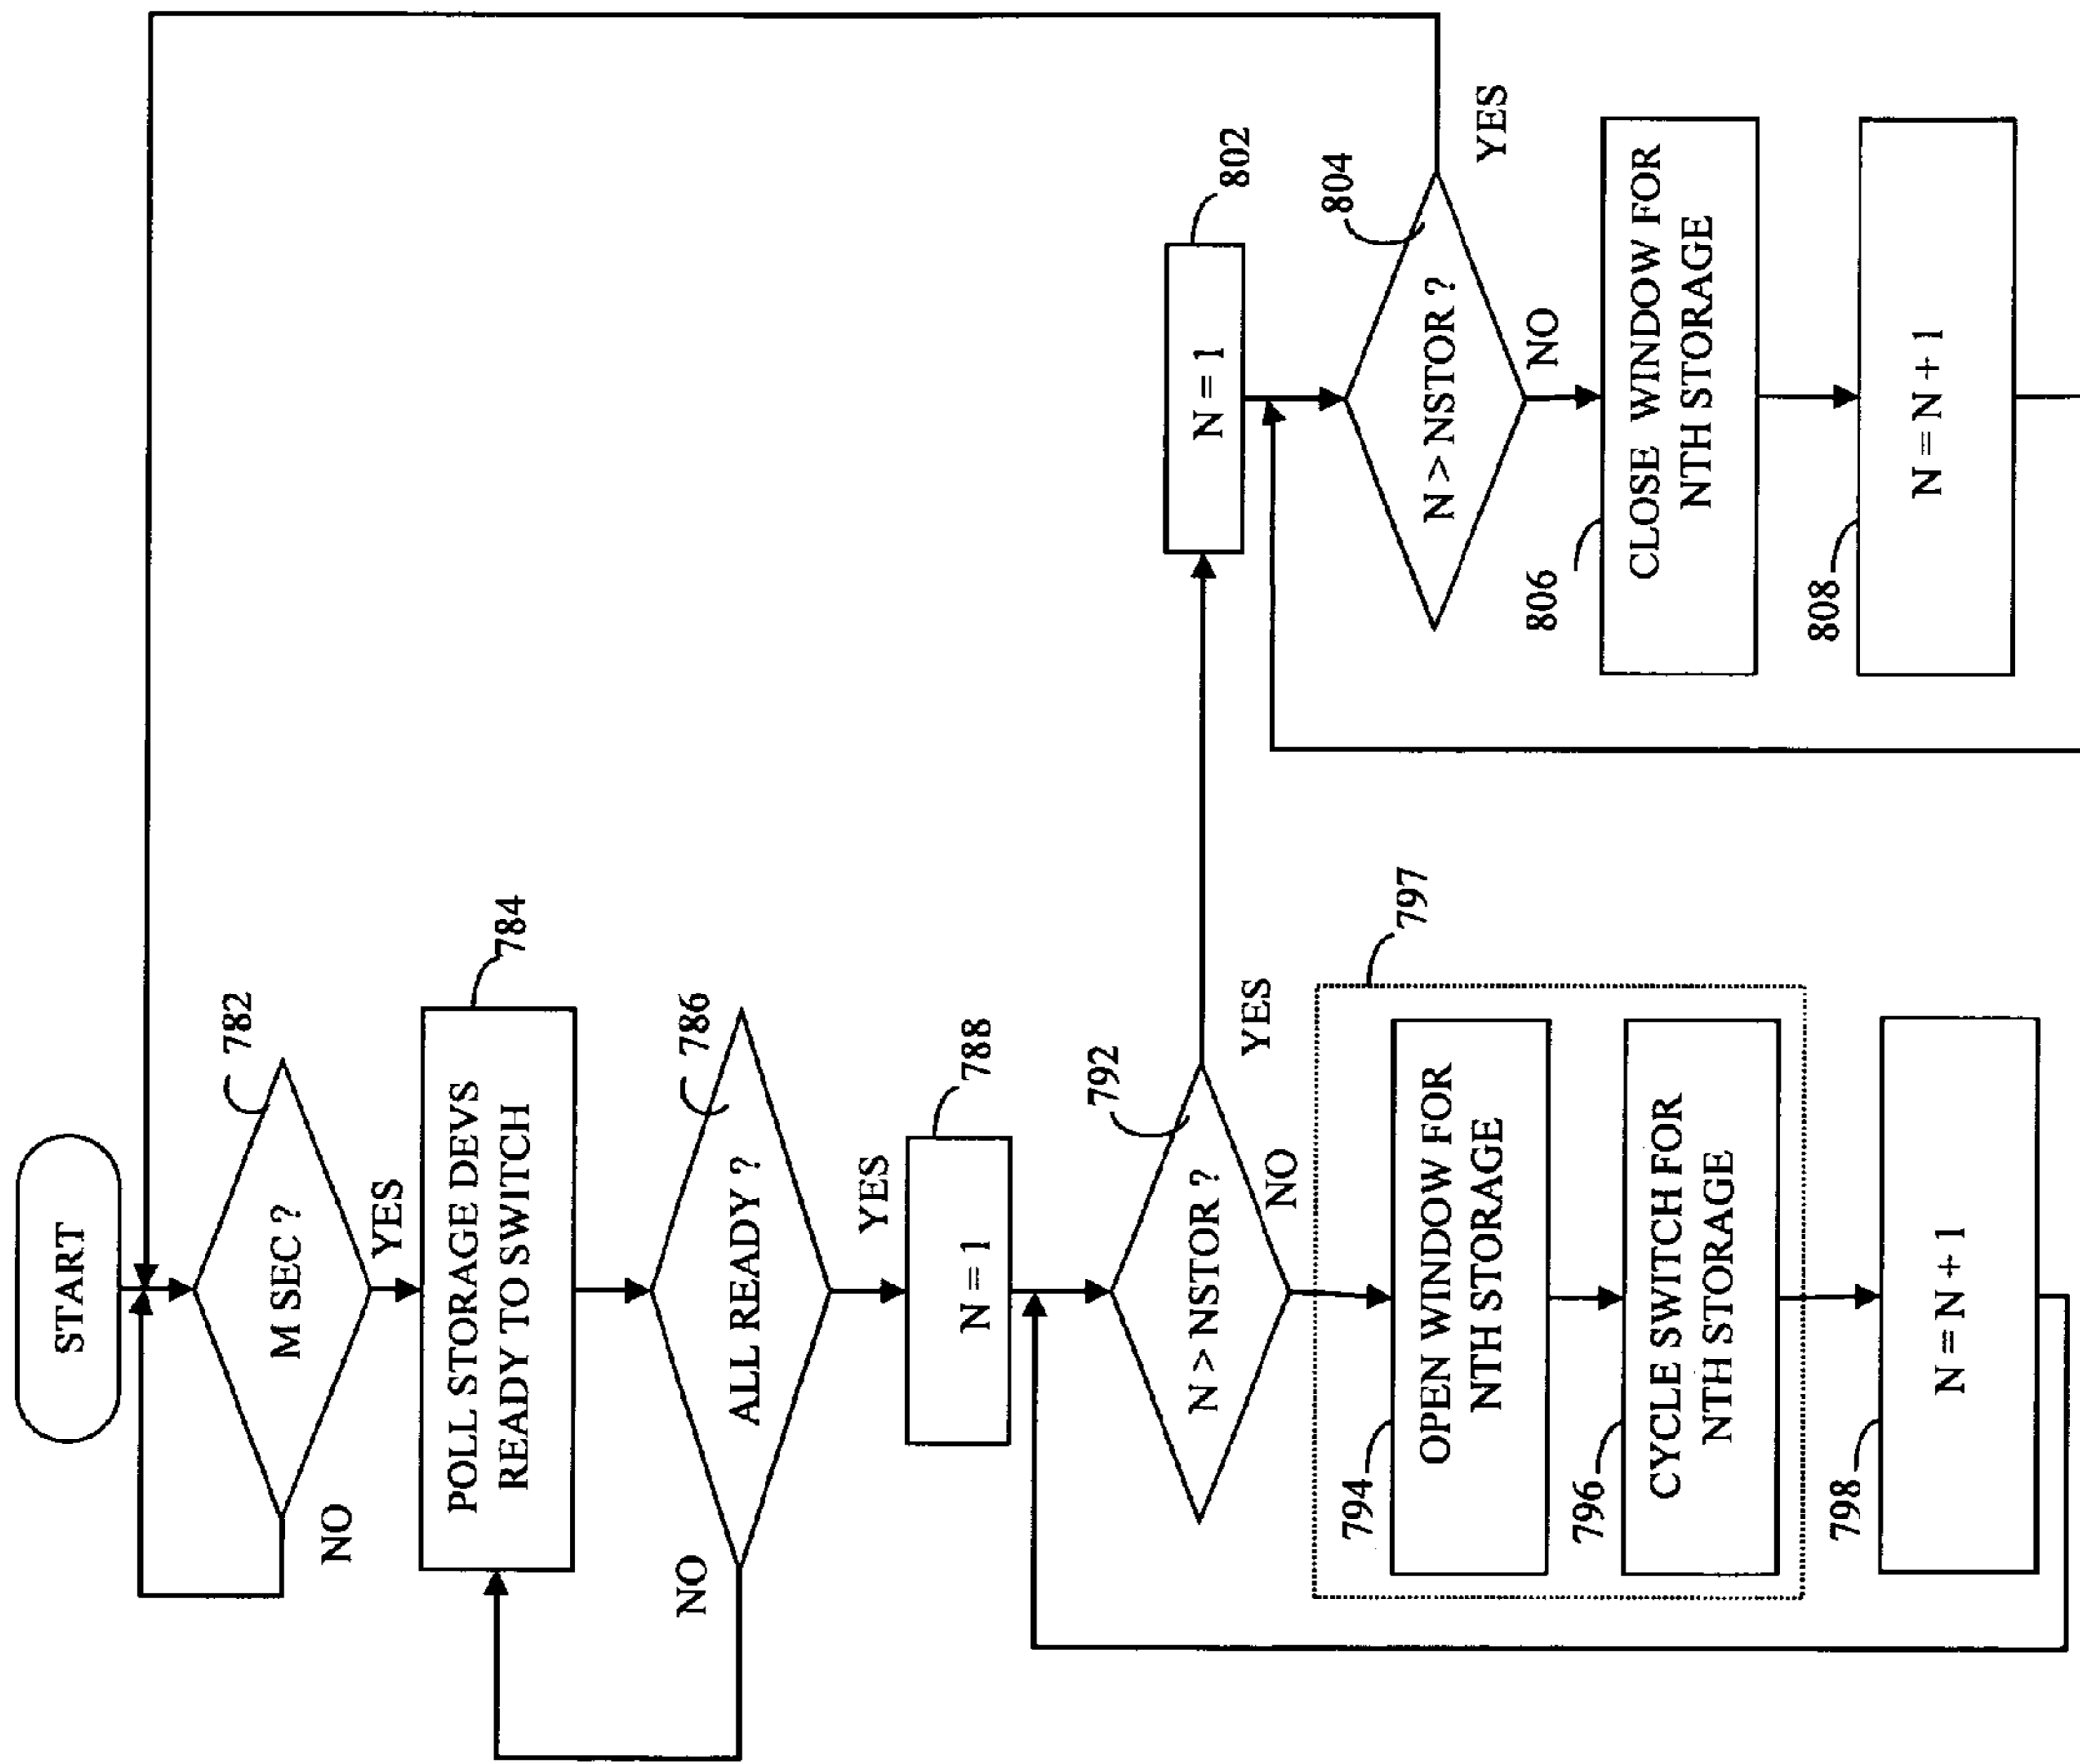 START
782
M SEC ?
YES
NO
784
POLL STORAGE DEVS
READY TO SWITCH
786
ALL READY ?
NO
YES
788
N = 1
792
N > NSTOR ?
YES
NO
797
794
OPEN WINDOW FOR
NTH STORAGE
796
CYCLE SWITCH FOR
NTH STORAGE
798
N = N + 1
802
N = 1
804
N > NSTOR ?
YES
NO
806
CLOSE WINDOW FOR
NTH STORAGE
808
N = N + 1